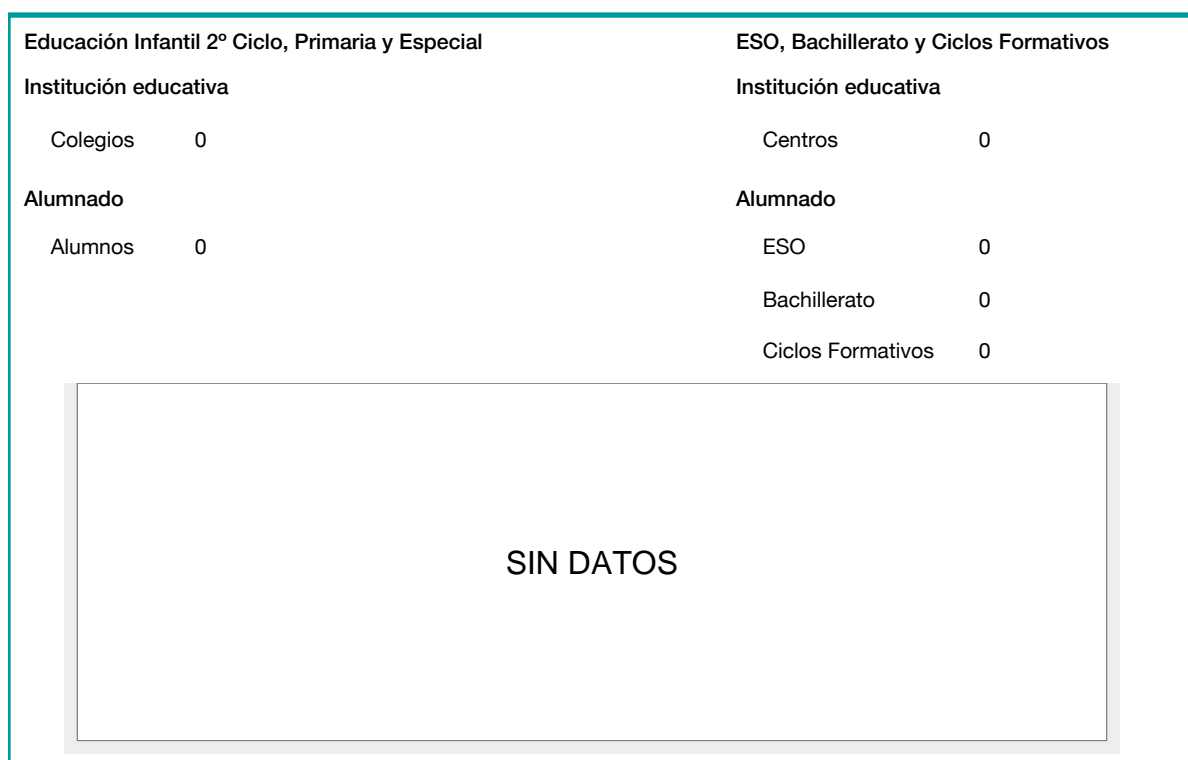 Educación Infantil 2º Ciclo, Primaria y Especial
Institución educativa
Colegios 0
Alumnado
Alumnos 0
ESO, Bachillerato y Ciclos Formativos
Institución educativa
Centros 0
Alumnado
ESO 0
Bachillerato 0
Ciclos Formativos 0
SIN DATOS